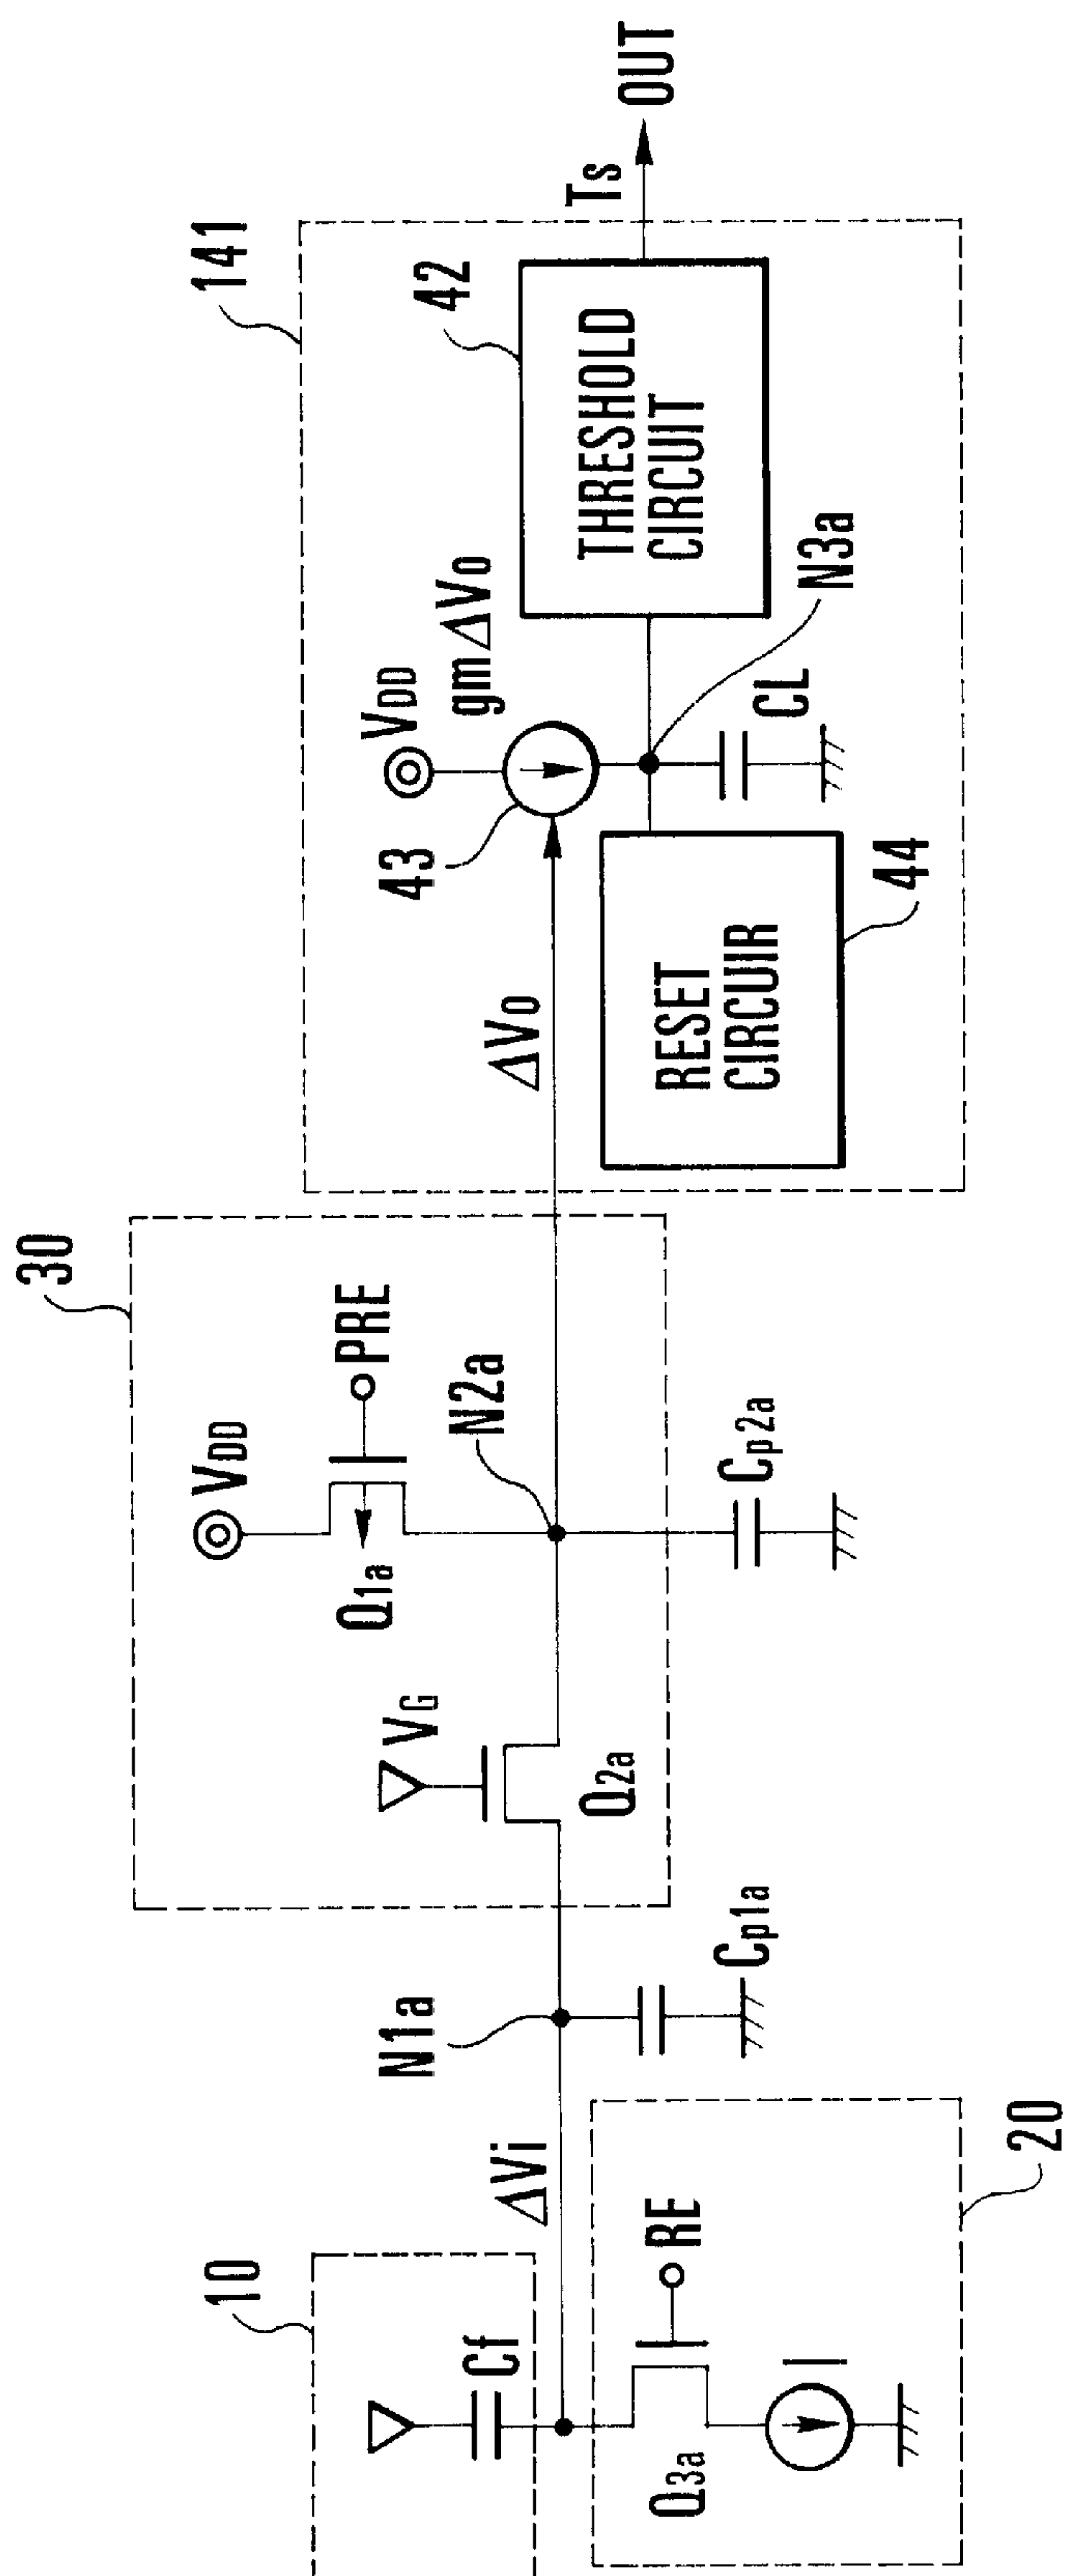 10
Cf
ΔVi
Q3a
RE
I
20
N1a
Cp1a
30
VDD
Q1a
PRE
VG
Q2a
N2a
Cp2a
ΔVo
141
VDD
gmΔVo
43
42
THRESHOLD
CIRCUIT
RESET
CIRCUIR
44
CL
N3a
Ts
OUT